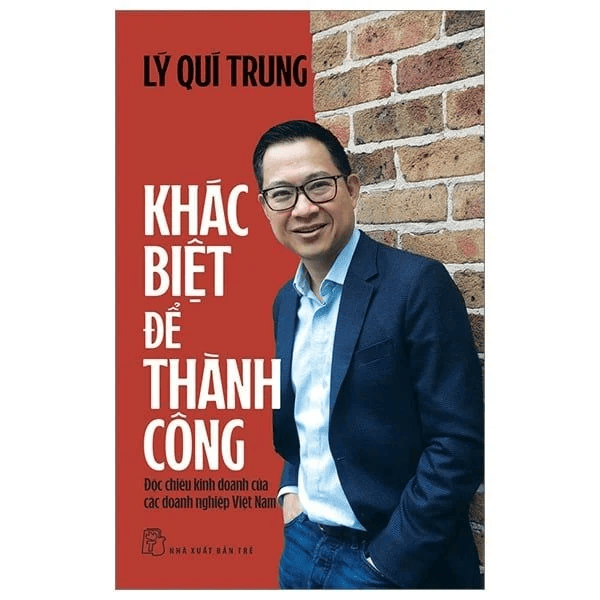 LÝ QUÍ TRUNG
KHÁC
BIỆT
ĐỂ
THÀNH
CÔNG
Độc chiêu kinh doanh của
các doanh nghiệp Việt Nam
NHÀ XUẤT BẢN TRẺ